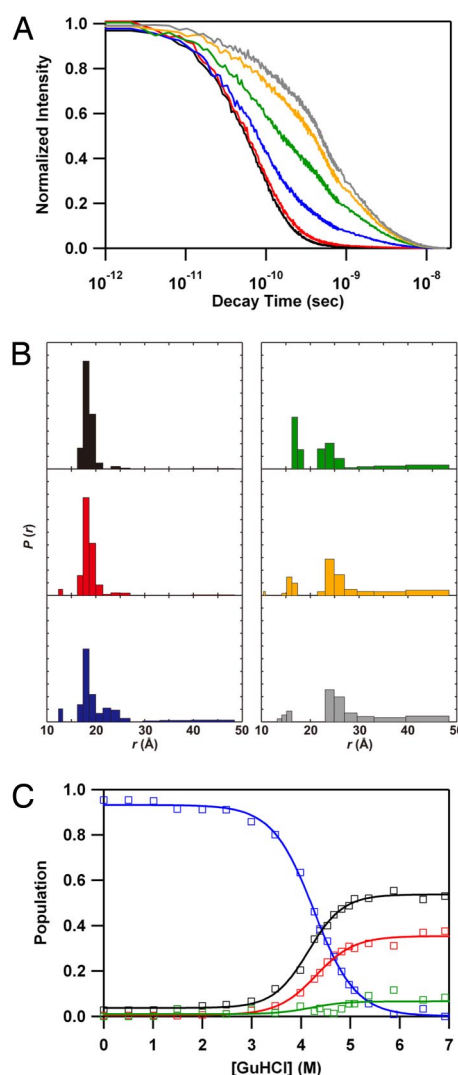 A
Normalized Intensity
1.0
0.8
0.6
0.4
0.2
0.0
10-12 10-11 10-10 10-9 10-8
Decay Time (sec)
B
P (r)
10 20 30 40 50 10 20 30 40 50
r (Å) r (Å)
C
Population
1.0
0.8
0.6
0.4
0.2
0.0
0 1 2 3 4 5 6 7
[GuHCl] (M)